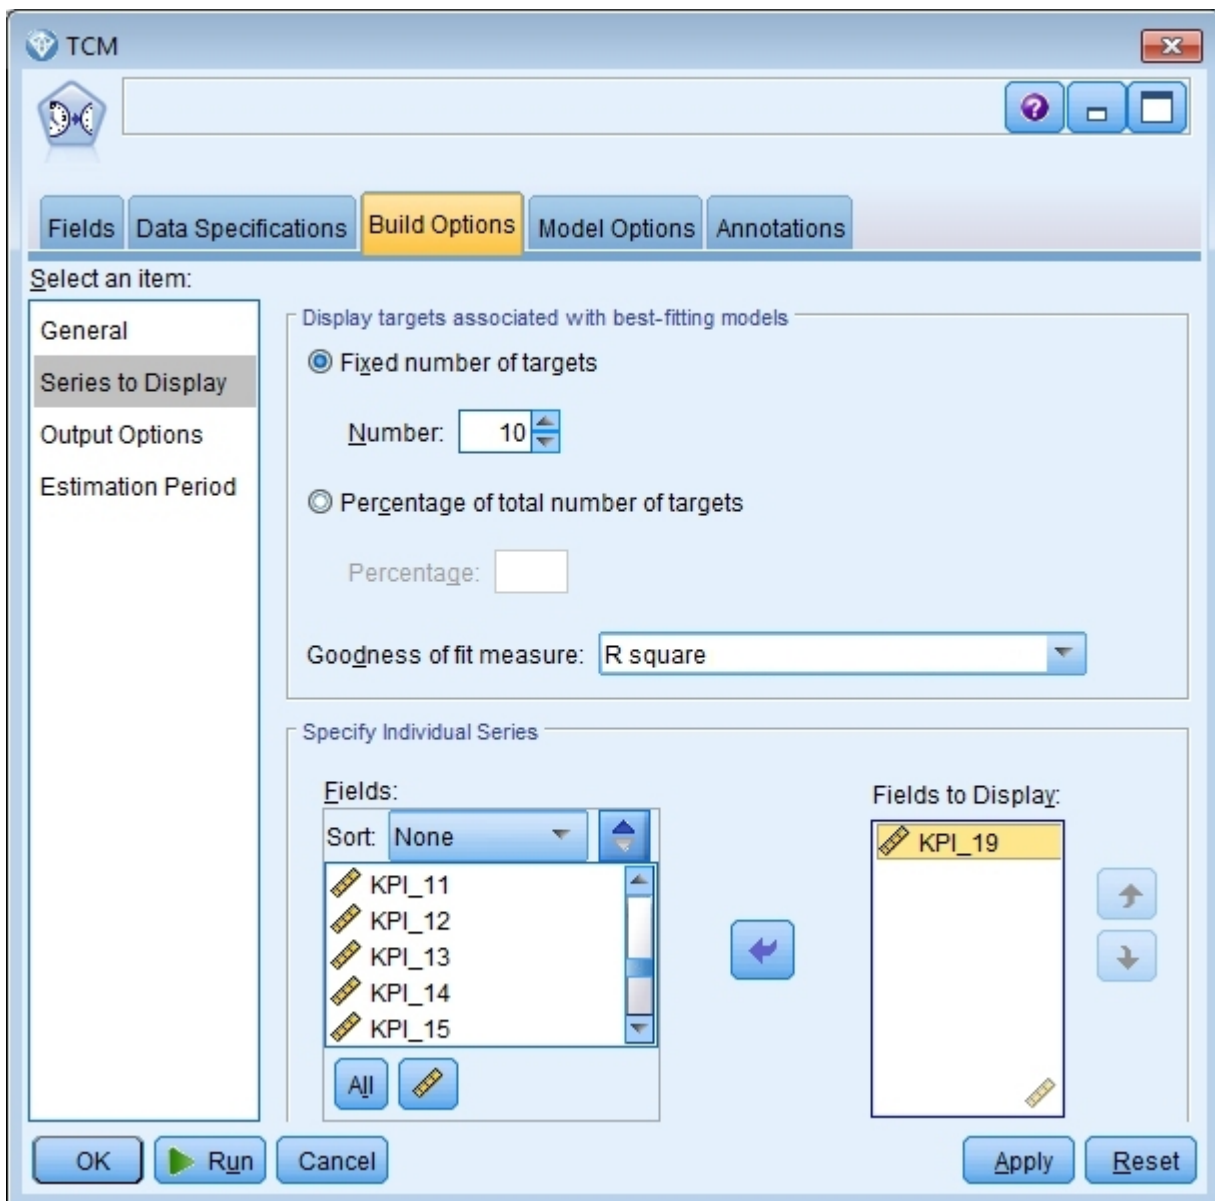 TCM
Fields Data Specifications Build Options Model Options Annotations
Select an item:
General
Series to Display
Output Options
Estimation Period
Display targets associated with best-fitting models
Fixed number of targets
Number: 10
Percentage of total number of targets
Percentage:
Goodness of fit measure: R square
Specify Individual Series
Fields:
Sort: None
KPI_11
KPI_12
KPI_13
KPI_14
KPI_15
All
Fields to Display:
KPI_19
OK Run Cancel Apply Reset